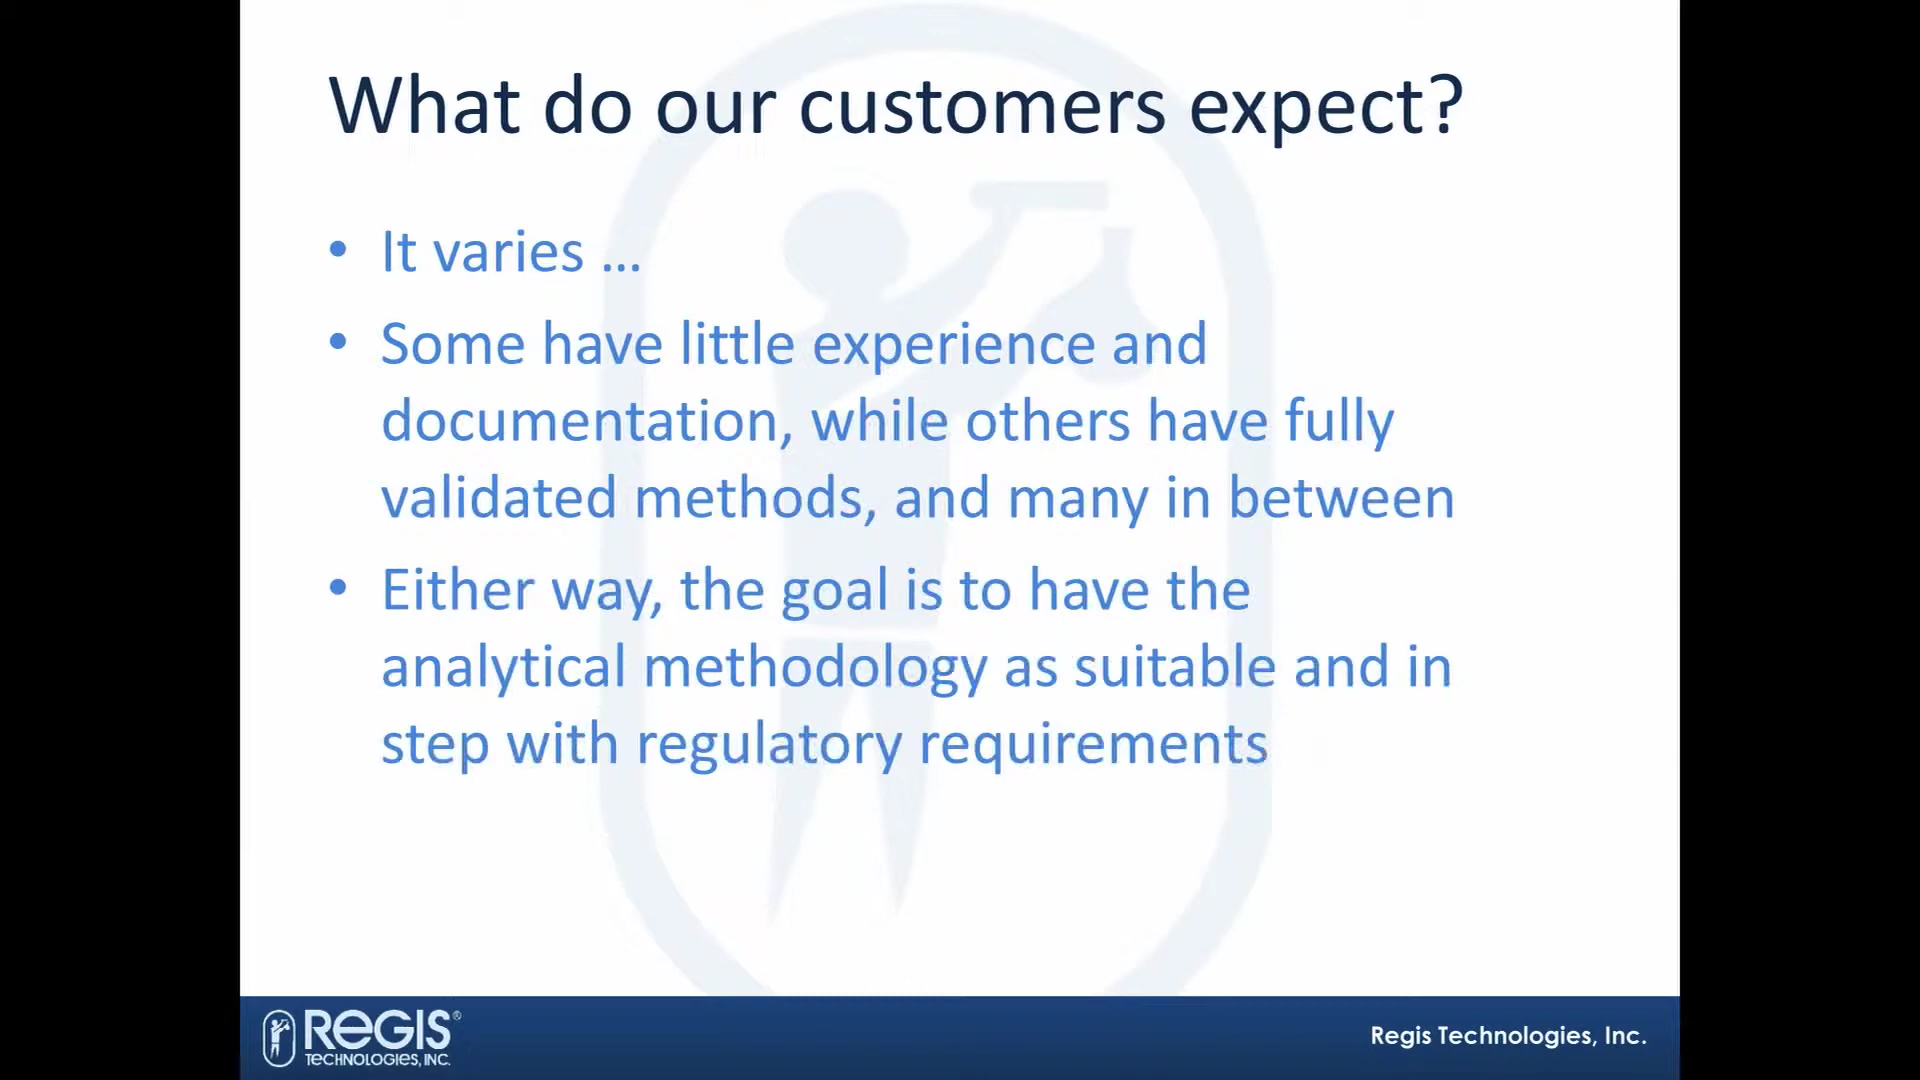 What do our customers expect?
• It varies ...
• Some have little experience and
documentation, while others have fully
validated methods, and many in between
• Either way, the goal is to have the
analytical methodology as suitable and in
step with regulatory requirements
REGIS®
TECHNOLOGIES, INC.
Regis Technologies, Inc.